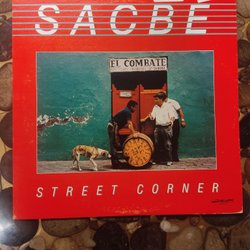 SACBÉ
EL COMBATE
STREET CORNER